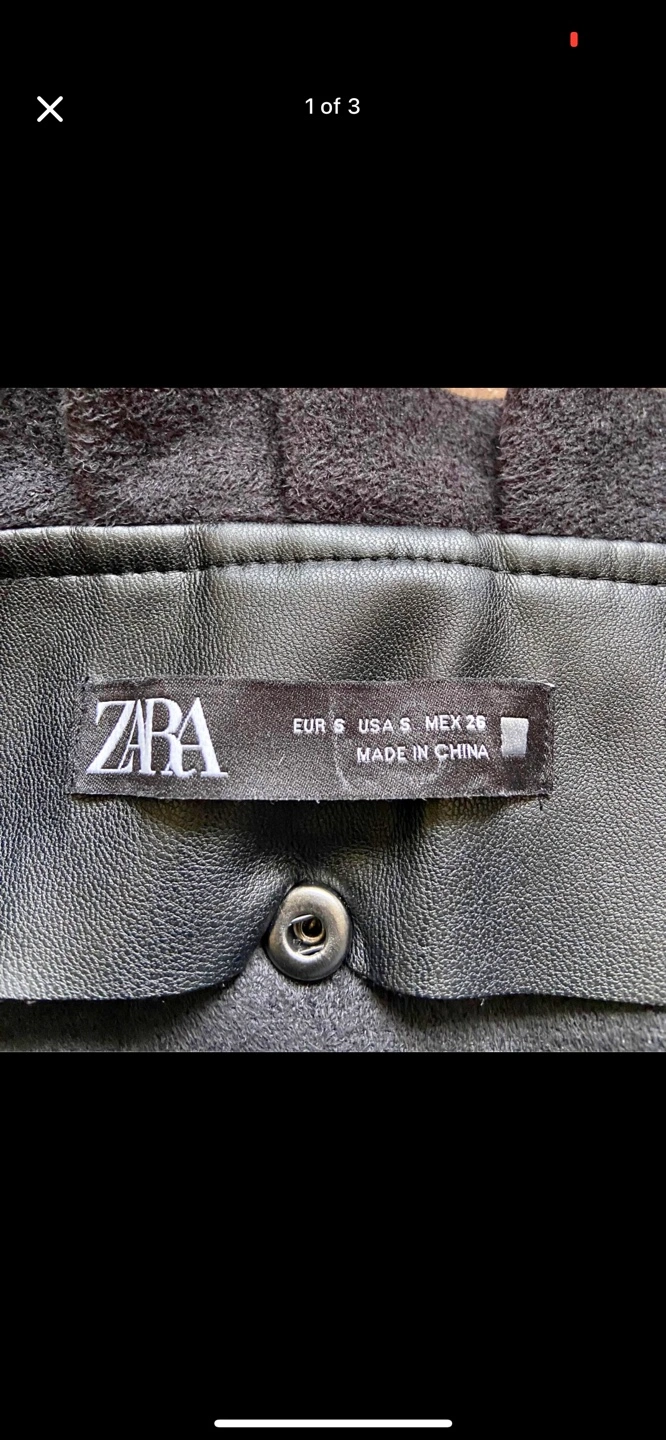 1 of 3
ZARA
EUR S USA S MEX 26
MADE IN CHINA